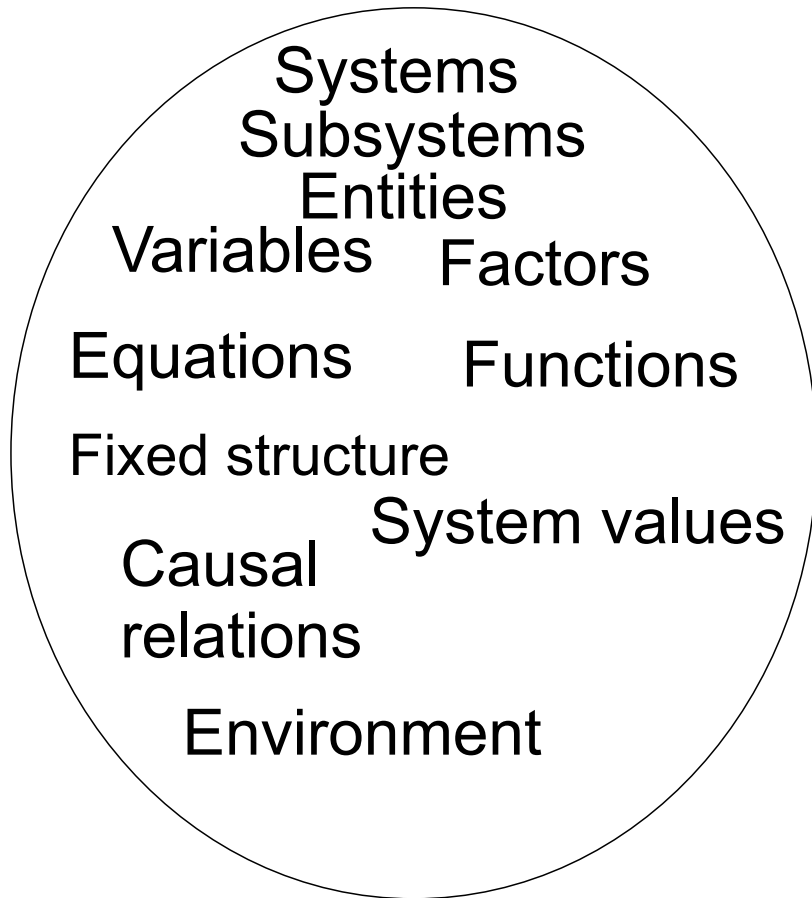 Systems
Subsystems
Entities
Variables
Factors
Equations
Functions
Fixed structure
System values
Causal
relations
Environment